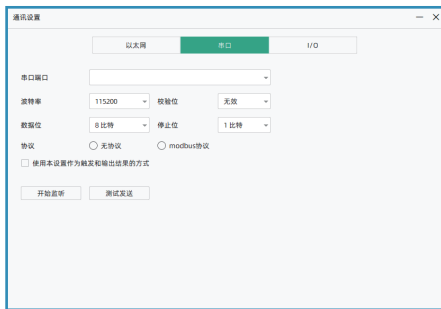 通讯设置
以太网 串口 I/O
串口端口
波特率 115200 校验位 无效
数据位 8比特 停止位 1比特
协议 无协议 modbus协议
使用本设置作为触发和输出结果的方式
开始监听 测试发送